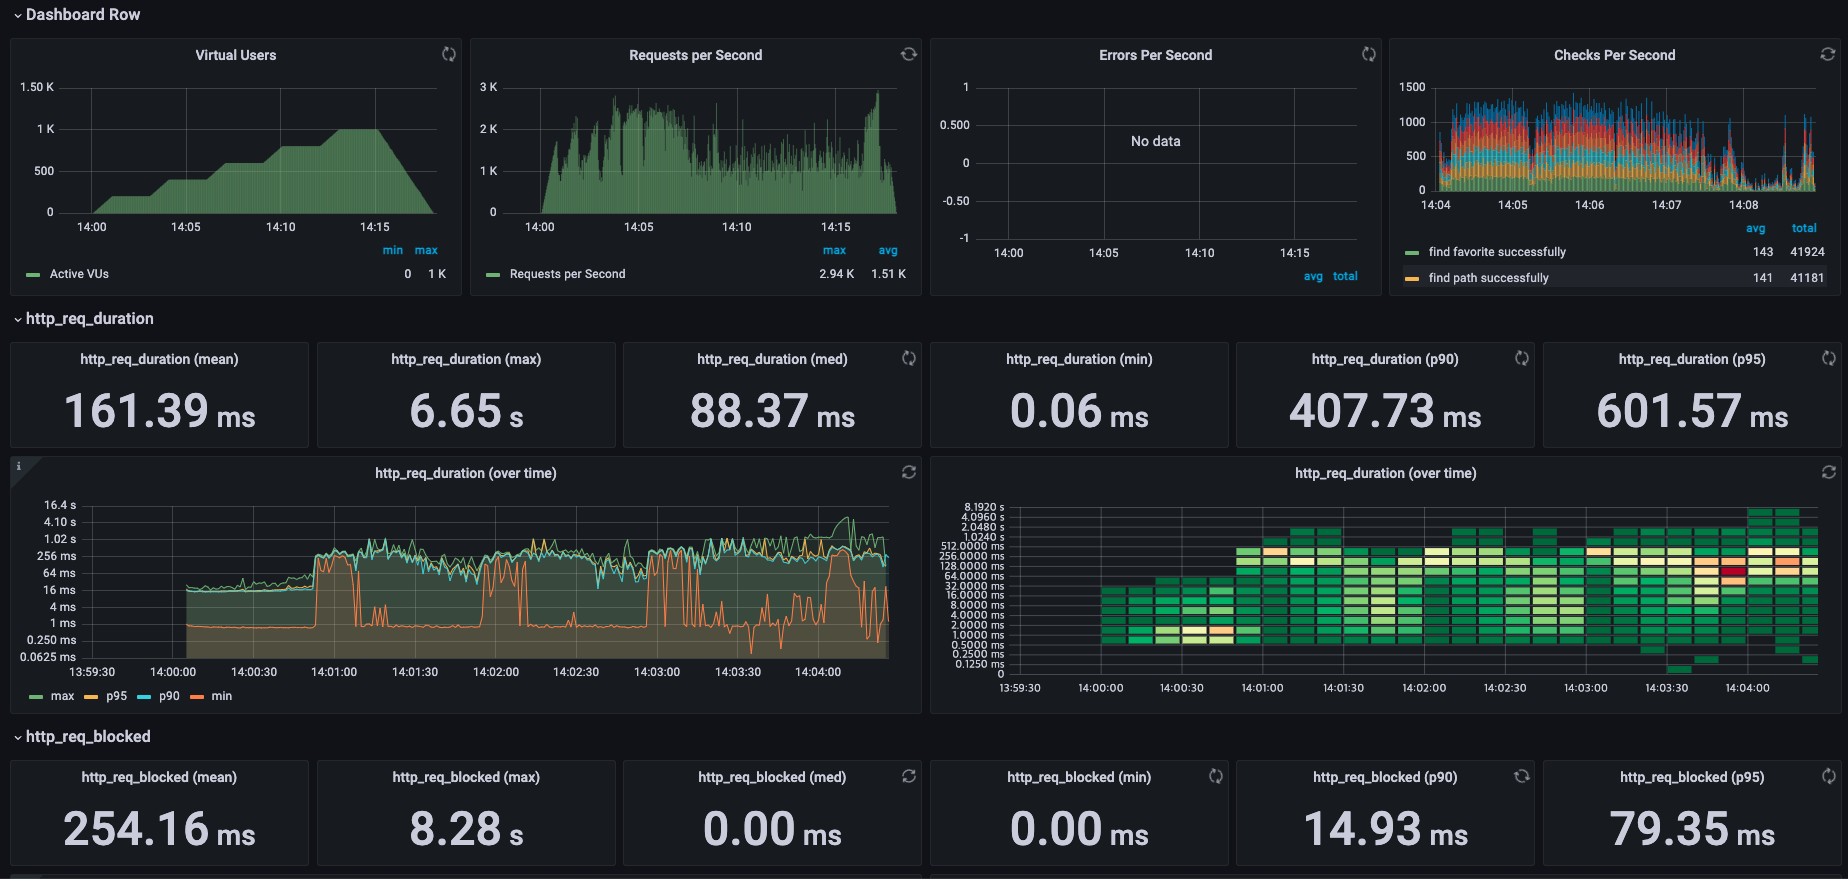 Dashboard Row
Virtual Users
1.50 K
1 K
500
0
14:00 14:05 14:10 14:15
min max
Active VUs 0 1 K
Requests per Second
3 K
2 K
1 K
0
14:00 14:05 14:10 14:15
max avg
Requests per Second 2.94 K 1.51 K
Errors Per Second
1
0.500
0
-0.50
-1
No data
14:00 14:05 14:10 14:15
avg total
Checks Per Second
1500
1000
500
0
14:04 14:05 14:06 14:07 14:08
avg total
find favorite successfully 143 41924
find path successfully 141 41181
http_req_duration
http_req_duration (mean)
161.39 ms
http_req_duration (max)
6.65 s
http_req_duration (med)
88.37 ms
http_req_duration (min)
0.06 ms
http_req_duration (p90)
407.73 ms
http_req_duration (p95)
601.57 ms
i
http_req_duration (over time)
16.4 s
4.10 s
1.02 s
256 ms
64 ms
16 ms
4 ms
1 ms
0.250 ms
0.0625 ms
13:59:30 14:00:00 14:00:30 14:01:00 14:01:30 14:02:00 14:02:30 14:03:00 14:03:30 14:04:00
max p95 p90 min
http_req_duration (over time)
8.1920 s
4.0960 s
2.0480 s
1.0240 s
512.0000 ms
256.0000 ms
128.0000 ms
64.0000 ms
32.0000 ms
16.0000 ms
8.0000 ms
4.0000 ms
2.0000 ms
1.0000 ms
0.5000 ms
0.2500 ms
0.1250 ms
0
13:59:30 14:00:00 14:00:30 14:01:00 14:01:30 14:02:00 14:02:30 14:03:00 14:03:30 14:04:00
http_req_blocked
http_req_blocked (mean)
254.16 ms
http_req_blocked (max)
8.28 s
http_req_blocked (med)
0.00 ms
http_req_blocked (min)
0.00 ms
http_req_blocked (p90)
14.93 ms
http_req_blocked (p95)
79.35 ms